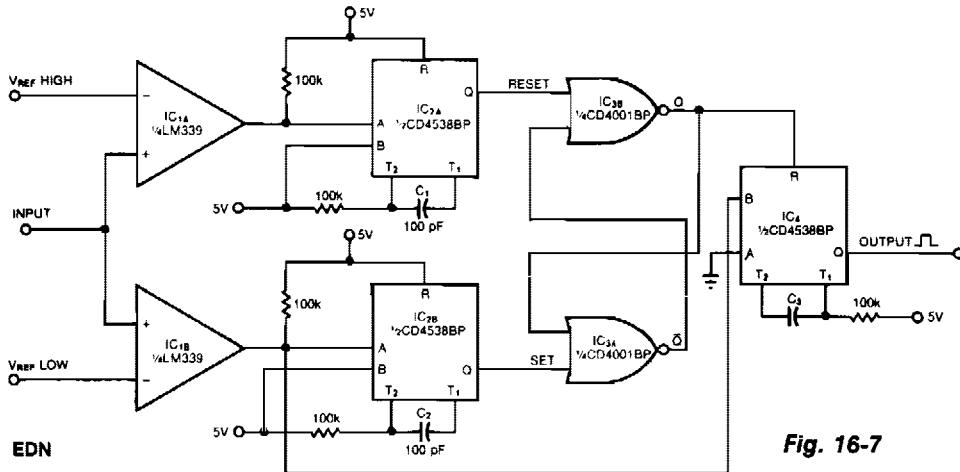 5V
100k
V_REF HIGH
−
+
IC1A
¼LM339
R
Q
IC2A
½CD4538BP
A
B
T2
T1
5V
100k
C1
100 pF
RESET
IC3B
¼CD4001BP
Q
INPUT
5V
100k
+
−
IC1B
¼LM339
V_REF LOW
R
IC2B
½CD4538BP
A
B
Q
T2
T1
5V
100k
C2
100 pF
SET
IC3A
¼CD4001BP
Q̅
R
B
IC4
½CD4538BP
A
Q
T2
T1
OUTPUT
C3
100k
5V
EDN
Fig. 16-7